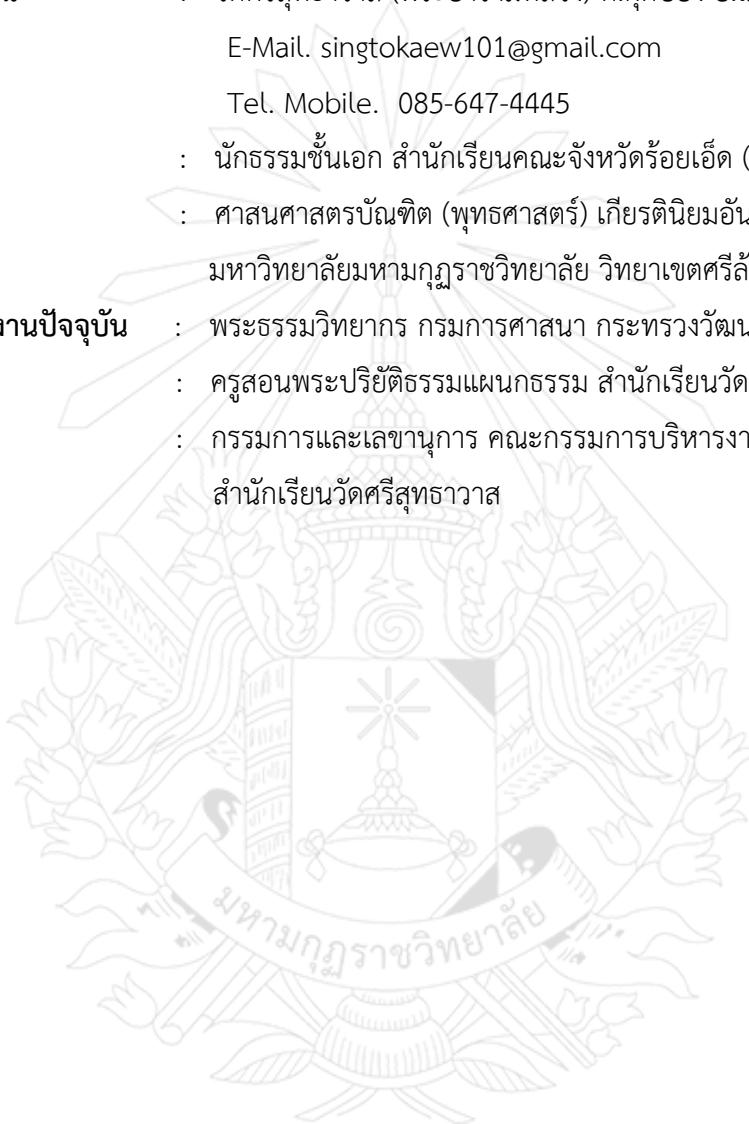 E-Mail. singtokaew101@gmail.com
Tel. Mobile. 085-647-4445
: นักธรรมชั้นเอก สำนักเรียนคณะจังหวัดร้อยเอ็ด (
: ศาสนศาสตรบัณฑิต (พุทธศาสตร์) เกียรตินิยมอัน
มหาวิทยาลัยมหามกุฏราชวิทยาลัย วิทยาเขตศรีล้
งานปัจจุบัน : พระธรรมวิทยากร กรมการศาสนา กระทรวงวัฒน
: ครูสอนพระปริยัติธรรมแผนกธรรม สำนักเรียนวัด
: กรรมการและเลขานุการ คณะกรรมการบริหารงา
สำนักเรียนวัดศรีสุทธาวาส
มหามกุฏราชวิทยาลัย